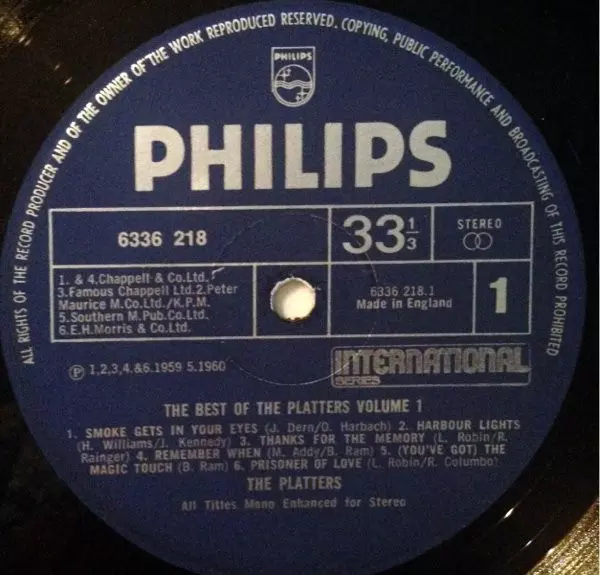 ALL RIGHTS OF THE RECORD PRODUCER AND OF THE OWNER OF THE WORK REPRODUCED RESERVED. COPYING, PUBLIC PERFORMANCE AND BROADCASTING OF THIS RECORD PROHIBITED
PHILIPS
PHILIPS
6336 218
33 1/3
STEREO
1. & 4. Chappell & Co.Ltd.
3.Famous Chappell Ltd.2.Peter
Maurice M.Co.Ltd./K.P.M.
5.Southern M.Pub.Co.Ltd.
6.E.H.Morris & Co.Ltd.
6336 218.1
Made in England
1
Ⓟ 1,2,3,4.&6.1959 5.1960
INTERNATIONAL
SERIES
THE BEST OF THE PLATTERS VOLUME 1
1. SMOKE GETS IN YOUR EYES (J. Dern/O. Harbach) 2. HARBOUR LIGHTS
(H. Williams/J. Kennedy) 3. THANKS FOR THE MEMORY (L. Robin/R.
Rainger) 4. REMEMBER WHEN (M. Addy/B. Ram) 5. (YOU'VE GOT) THE
MAGIC TOUCH (B. Ram) 6. PRISONER OF LOVE (L. Robin/R. Columbo)
THE PLATTERS
All Titles Mono Enhanced for Stereo